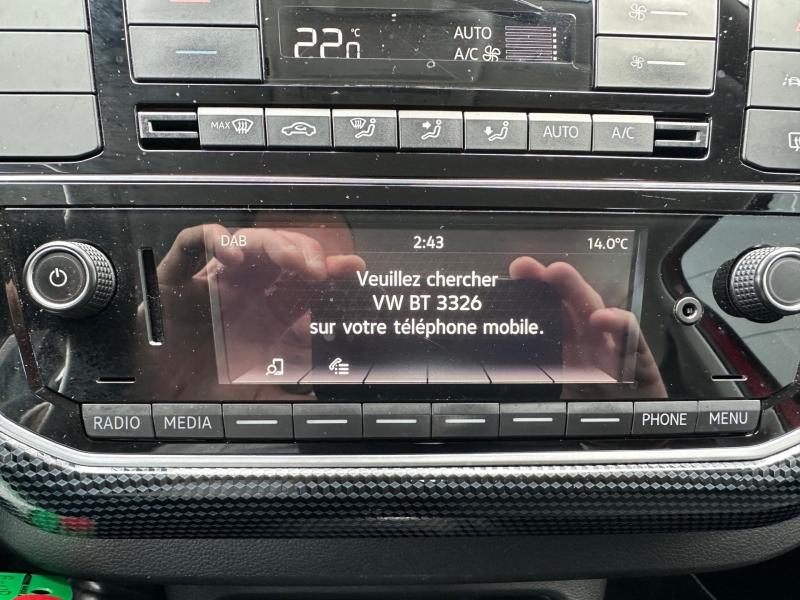 22.0 °C AUTO
A/C
MAX
AUTO A/C
DAB 2:43 14.0°C
Veuillez chercher
VW BT 3326
sur votre téléphone mobile.
RADIO MEDIA PHONE MENU